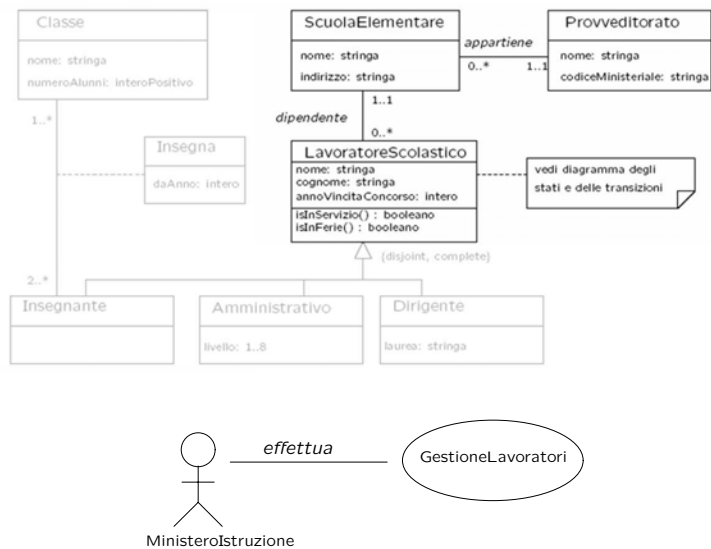 Classe
nome: stringa
numeroAlunni: interoPositivo
ScuolaElementare
nome: stringa
indirizzo: stringa
appartiene
0..*
1..1
Provveditorato
nome: stringa
codiceMinisteriale: stringa
1..1
dipendente
0..*
1..*
Insegna
daAnno: intero
LavoratoreScolastico
nome: stringa
cognome: stringa
annoVincitaConcorso: intero
isInServizio() : booleano
isInFerie() : booleano
vedi diagramma degli
stati e delle transizioni
{disjoint, complete}
2..*
Insegnante
Amministrativo
livello: 1..8
Dirigente
laurea: stringa
effettua
GestioneLavoratori
MinisteroIstruzione